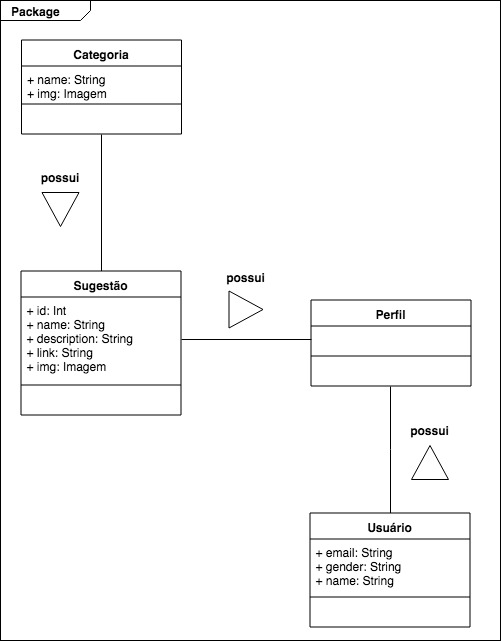 Package
Categoria
+ name: String
+ img: Imagem
possui
Sugestão
+ id: Int
+ name: String
+ description: String
+ link: String
+ img: Imagem
possui
Perfil
possui
Usuário
+ email: String
+ gender: String
+ name: String